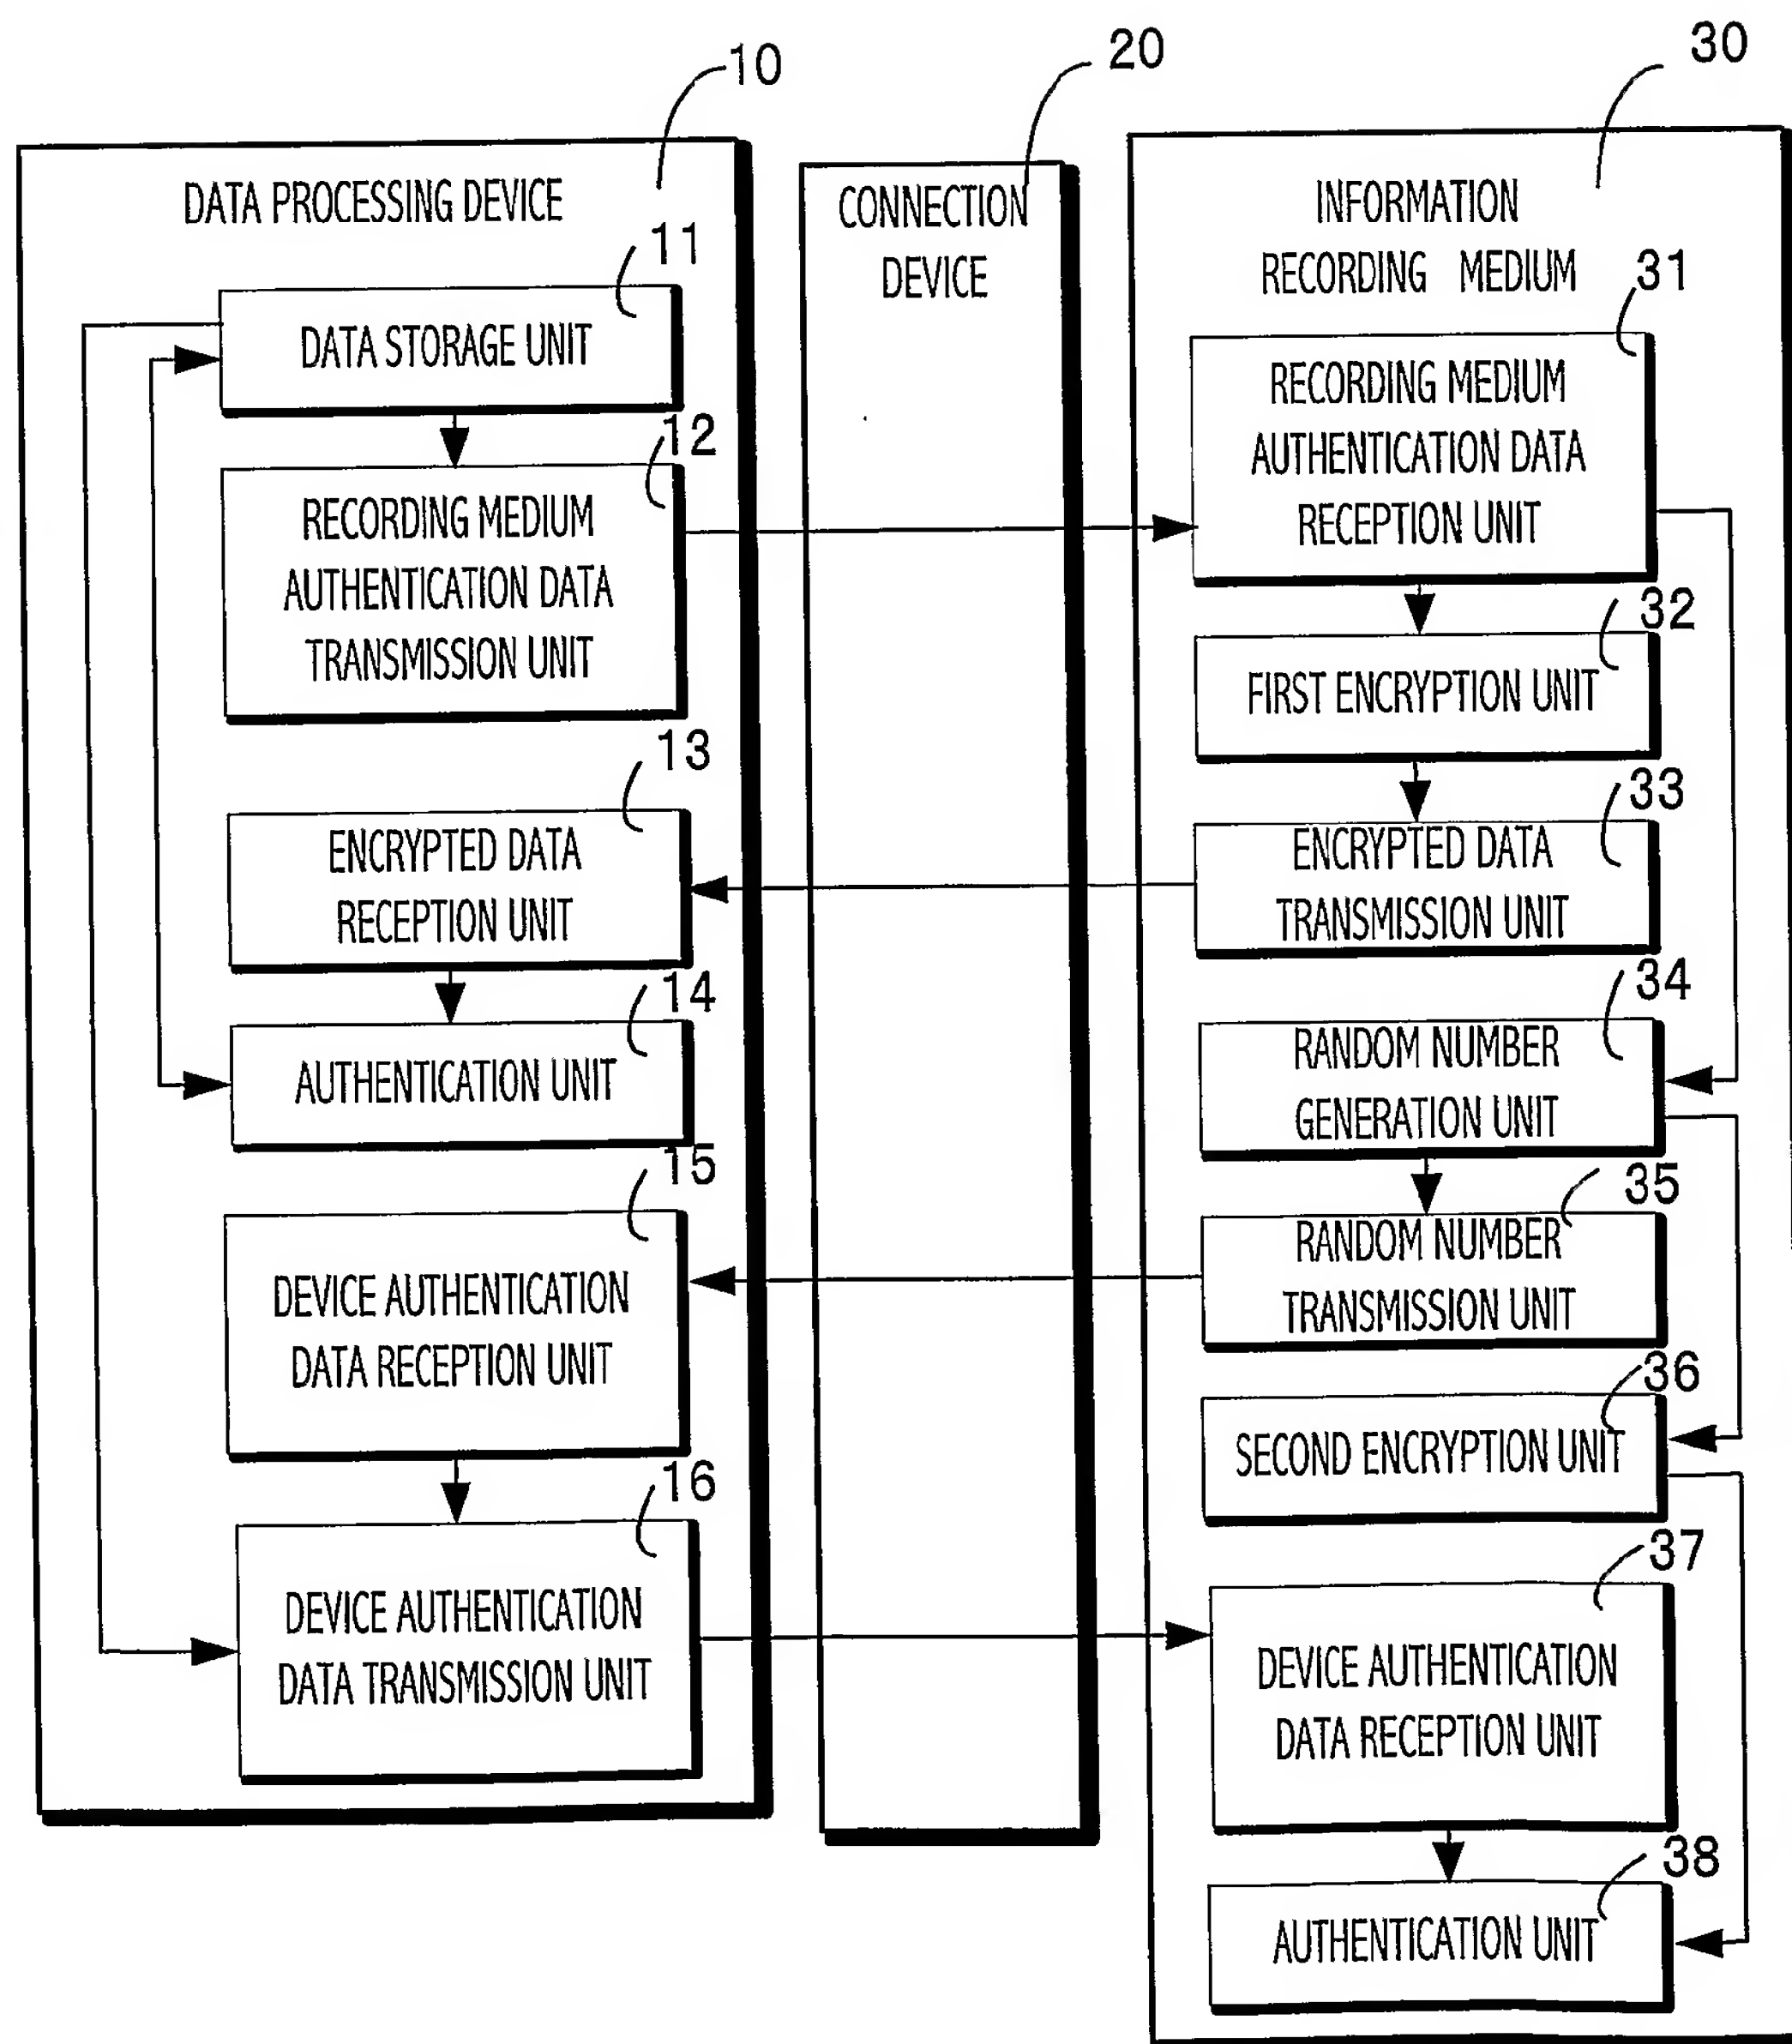 10
DATA PROCESSING DEVICE
11
DATA STORAGE UNIT
12
RECORDING MEDIUM
AUTHENTICATION DATA
TRANSMISSION UNIT
13
ENCRYPTED DATA
RECEPTION UNIT
14
AUTHENTICATION UNIT
15
DEVICE AUTHENTICATION
DATA RECEPTION UNIT
16
DEVICE AUTHENTICATION
DATA TRANSMISSION UNIT
20
CONNECTION
DEVICE
30
INFORMATION
RECORDING MEDIUM
31
RECORDING MEDIUM
AUTHENTICATION DATA
RECEPTION UNIT
32
FIRST ENCRYPTION UNIT
33
ENCRYPTED DATA
TRANSMISSION UNIT
34
RANDOM NUMBER
GENERATION UNIT
35
RANDOM NUMBER
TRANSMISSION UNIT
36
SECOND ENCRYPTION UNIT
37
DEVICE AUTHENTICATION
DATA RECEPTION UNIT
38
AUTHENTICATION UNIT